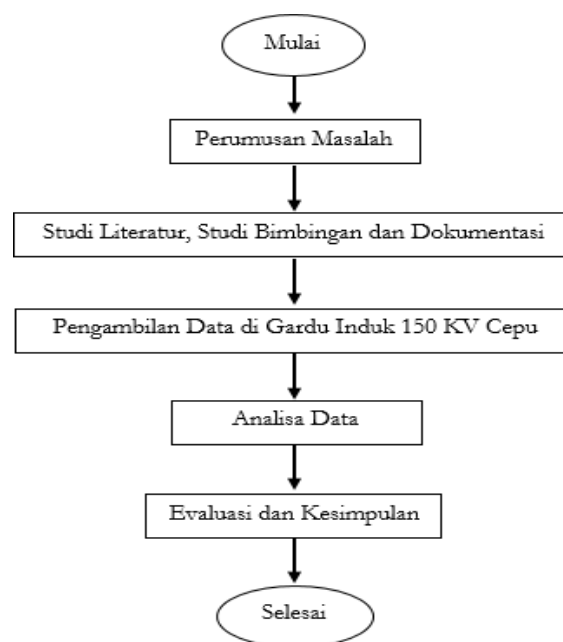 Mulai
Perumusan Masalah
Studi Literatur, Studi Bimbingan dan Dokumentasi
Pengambilan Data di Gardu Induk 150 KV Cepu
Analisa Data
Evaluasi dan Kesimpulan
Selesai